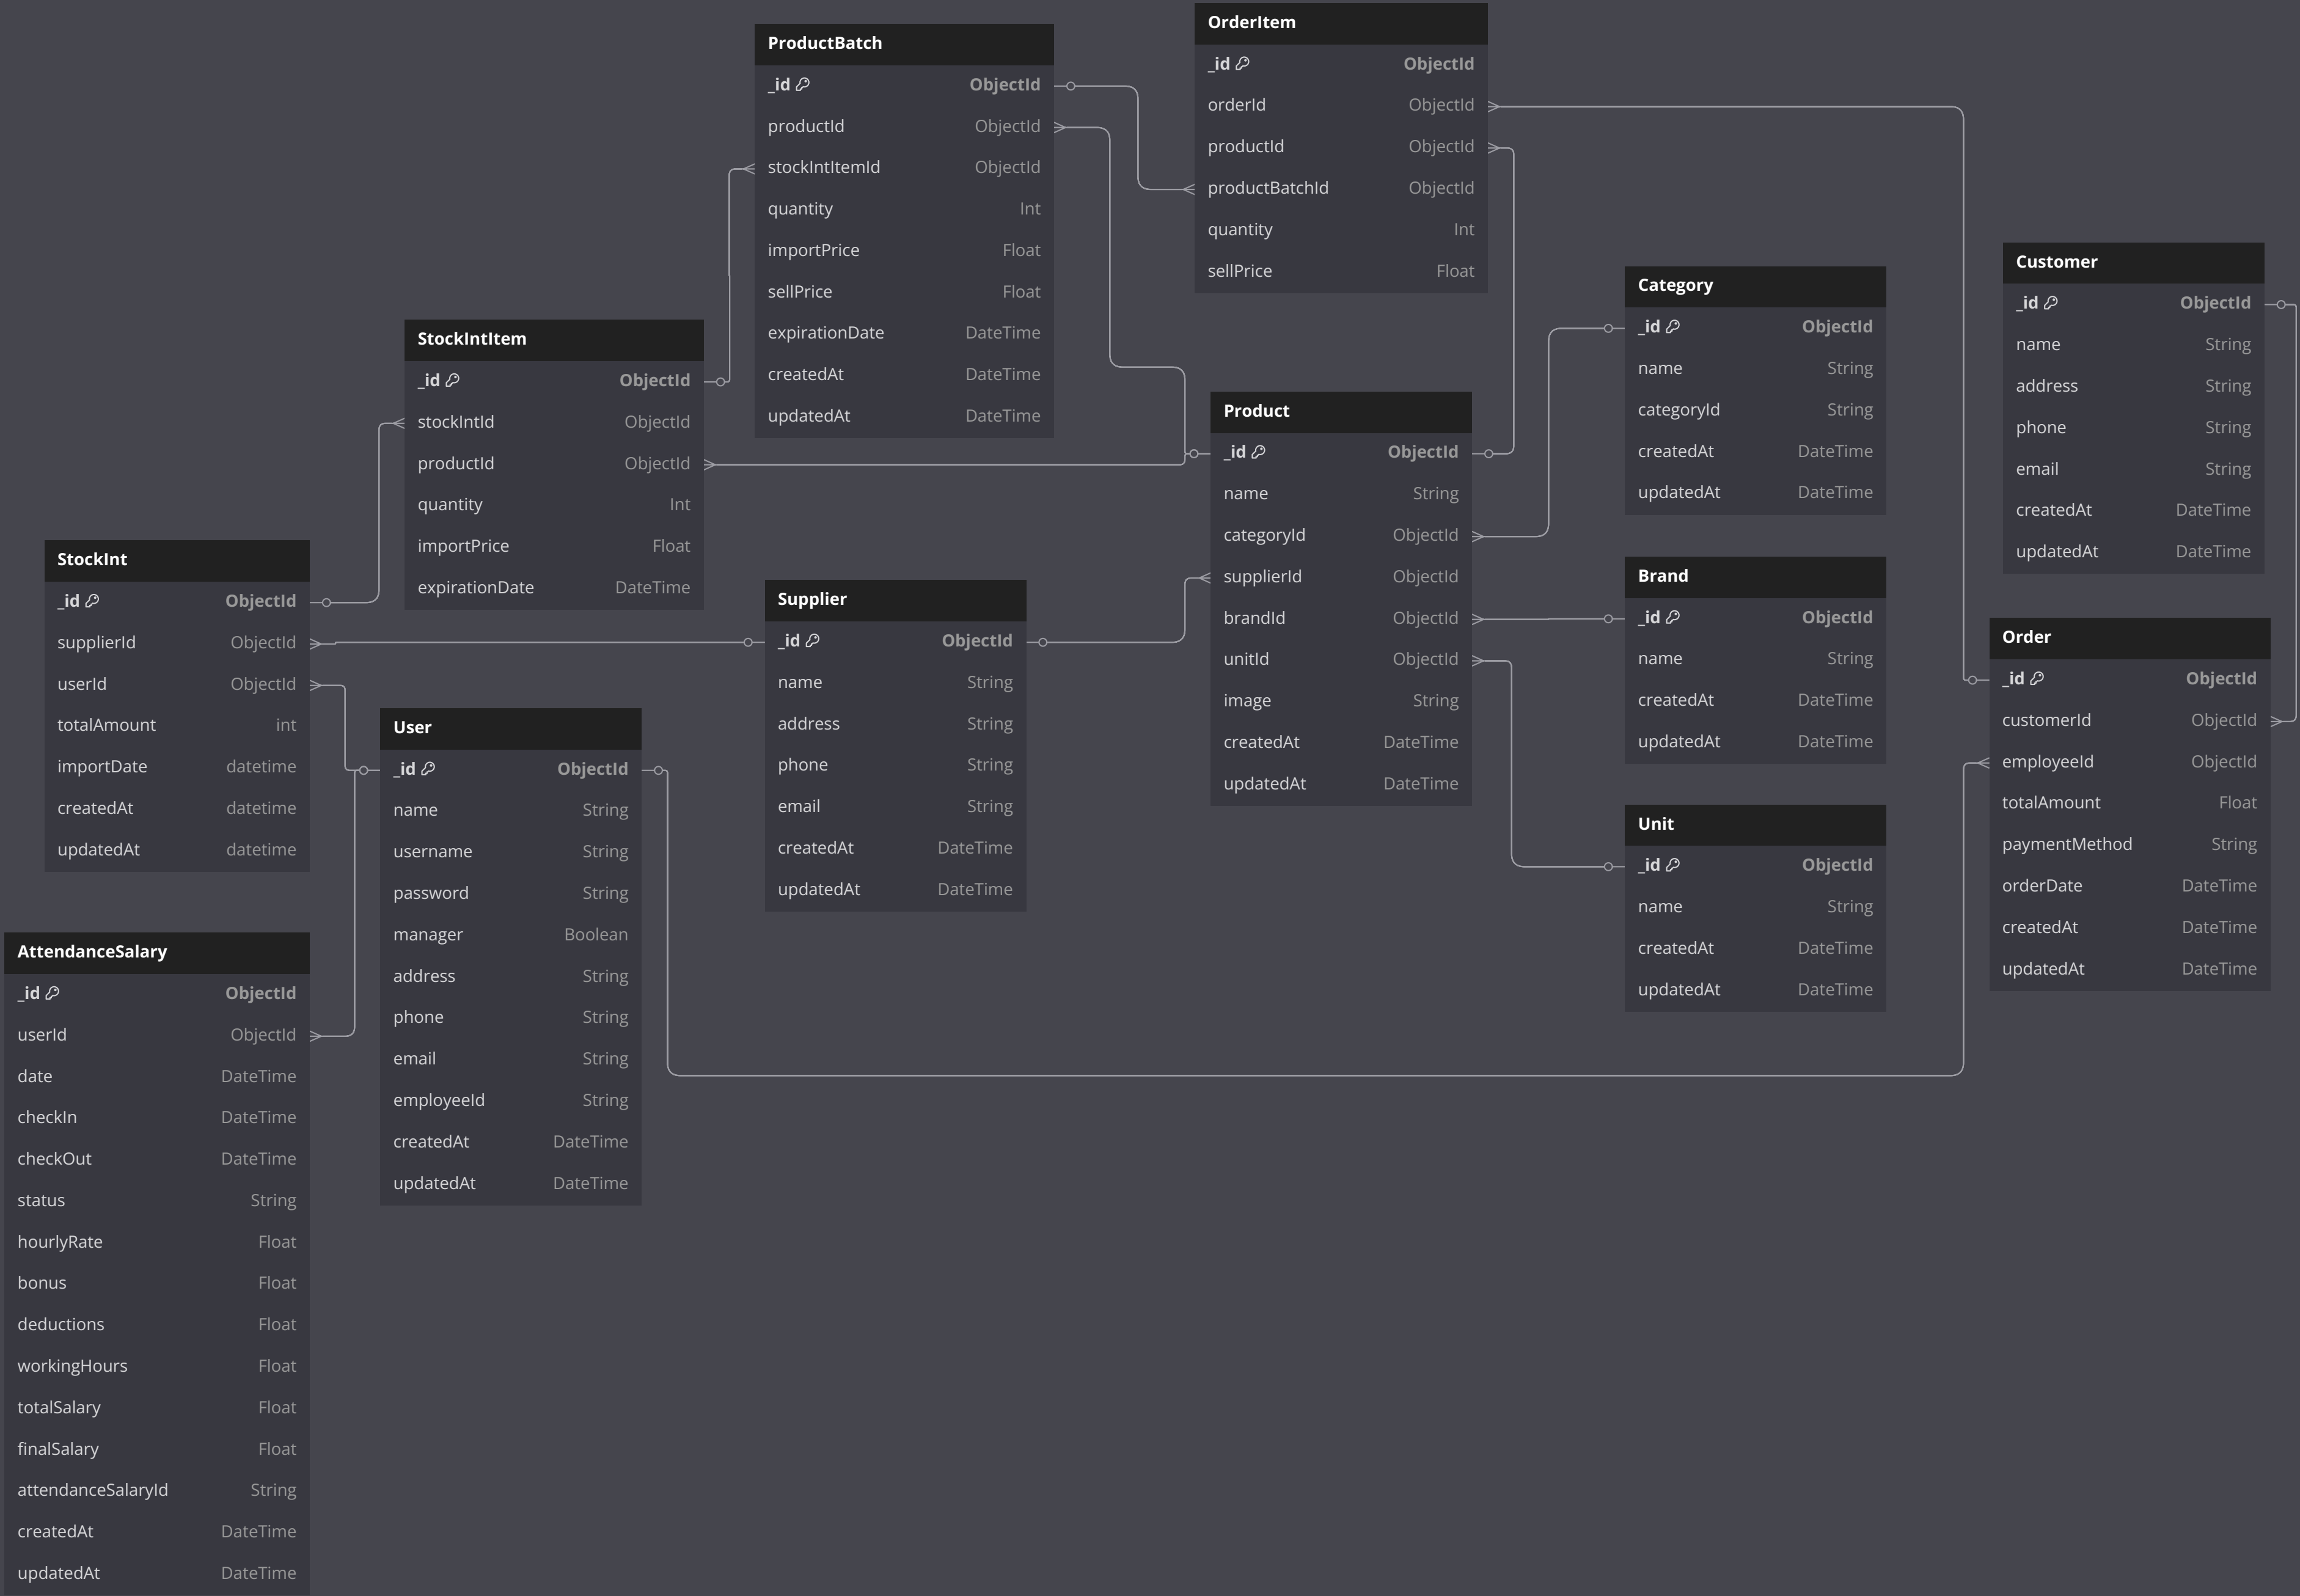 ProductBatch
_id ObjectId
productId ObjectId
stockIntItemId ObjectId
quantity Int
importPrice Float
sellPrice Float
expirationDate DateTime
createdAt DateTime
updatedAt DateTime
OrderItem
_id ObjectId
orderId ObjectId
productId ObjectId
productBatchId ObjectId
quantity Int
sellPrice Float
Category
_id ObjectId
name String
categoryId String
createdAt DateTime
updatedAt DateTime
Customer
_id ObjectId
name String
address String
phone String
email String
createdAt DateTime
updatedAt DateTime
StockIntItem
_id ObjectId
stockIntId ObjectId
productId ObjectId
quantity Int
importPrice Float
expirationDate DateTime
Product
_id ObjectId
name String
categoryId ObjectId
supplierId ObjectId
brandId ObjectId
unitId ObjectId
image String
createdAt DateTime
updatedAt DateTime
StockInt
_id ObjectId
supplierId ObjectId
userId ObjectId
totalAmount int
importDate datetime
createdAt datetime
updatedAt datetime
Supplier
_id ObjectId
name String
address String
phone String
email String
createdAt DateTime
updatedAt DateTime
Brand
_id ObjectId
name String
createdAt DateTime
updatedAt DateTime
Order
_id ObjectId
customerId ObjectId
employeeId ObjectId
totalAmount Float
paymentMethod String
orderDate DateTime
createdAt DateTime
updatedAt DateTime
User
_id ObjectId
name String
username String
password String
manager Boolean
address String
phone String
email String
employeeId String
createdAt DateTime
updatedAt DateTime
Unit
_id ObjectId
name String
createdAt DateTime
updatedAt DateTime
AttendanceSalary
_id ObjectId
userId ObjectId
date DateTime
checkIn DateTime
checkOut DateTime
status String
hourlyRate Float
bonus Float
deductions Float
workingHours Float
totalSalary Float
finalSalary Float
attendanceSalaryId String
createdAt DateTime
updatedAt DateTime